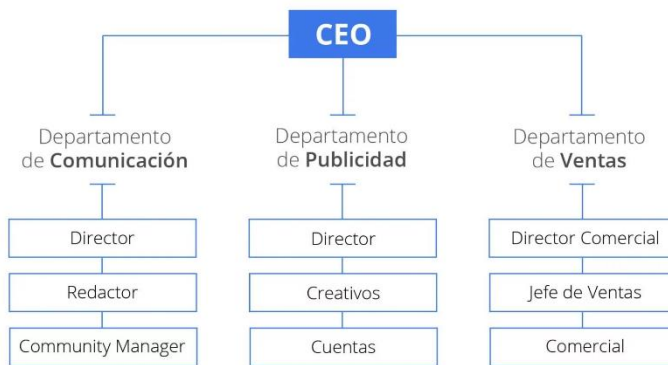 CEO
Departamento
de Comunicación
Director
Redactor
Community Manager
Departamento
de Publicidad
Director
Creativos
Cuentas
Departamento
de Ventas
Director Comercial
Jefe de Ventas
Comercial